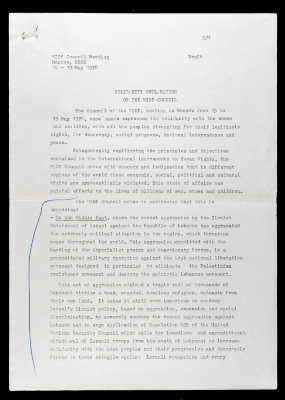 2/1
WIDF Council Meeting Draft
Moscow, USSR
15 - 19 May 1978
SOLIDARITY DECLARATION
OF THE WIDF COUNCIL
The Council of the WIDF, meeting in Moscow from 15 to
19 May 1978, once again expresses its solidarity with the women
and children, with all the peoples struggling for their legitimate
rights, for democracy, social progress, national independence and
peace.
Categorically reaffirming the principles and objectives
contained in the international instruments on Human Rights, the
WIDF Council notes with concern and indignation that in different
regions of the world these economic, social, political and cultural
rights are systematically violated. This state of affairs has
painful effects on the lives of millions of men, women and children.
The WIDF Council notes in particular that this is
happening:
- In the Middle East, where the recent aggression by the Zionist
Government of Israel against the Republic of Lebanon has aggravated
the extremely critical situation in the region, which threatens
peace throughout the world. This aggression, committed with the
backing of the imperialist powers and reactionary forces, is a
premeditated military operation against the Arab national liberation
movement designed in particular to eliminate the Palestinian
resistance movement and destroy the patriotic Lebanese movement.
This act of aggression claimed a tragic toll of thousands of
innocent victims - dead, wounded, homeless refugees, outcasts from
their own land. It makes it still more imperious to condemn
Israel's Zionist policy, based on aggression, expansion and racial
discrimination, to severely condemn the recent aggression against
Lebanon and to urge application of Resolution 425 of the United
Nations Security Council which calls for immediate and unconditional
withdrawal of Israeli troops from the south of Lebanon; to increase
solidarity with the Arab peoples and their progressive and democratic
forces in their struggle against Israeli occupation and every